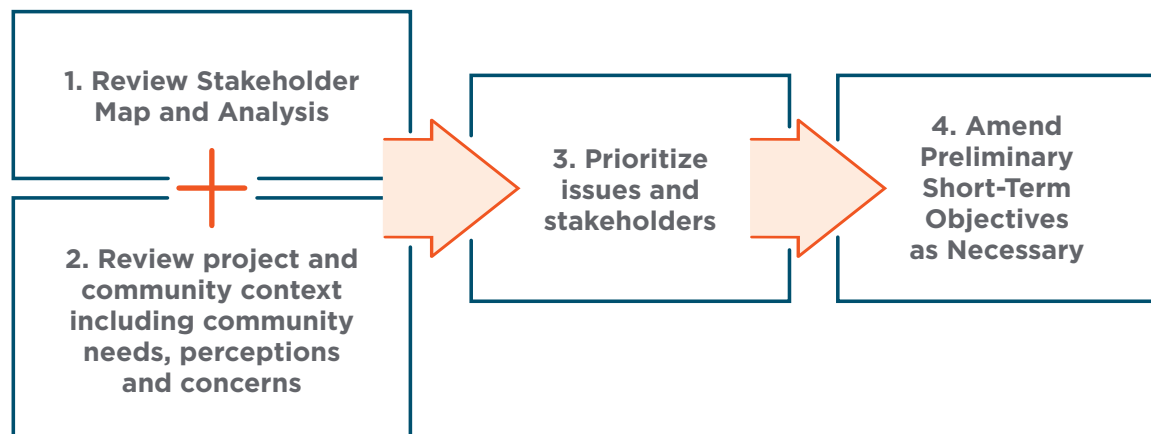 1. Review Stakeholder
Map and Analysis
2. Review project and
community context
including community
needs, perceptions
and concerns
3. Prioritize
issues and
stakeholders
4. Amend
Preliminary
Short-Term
Objectives
as Necessary